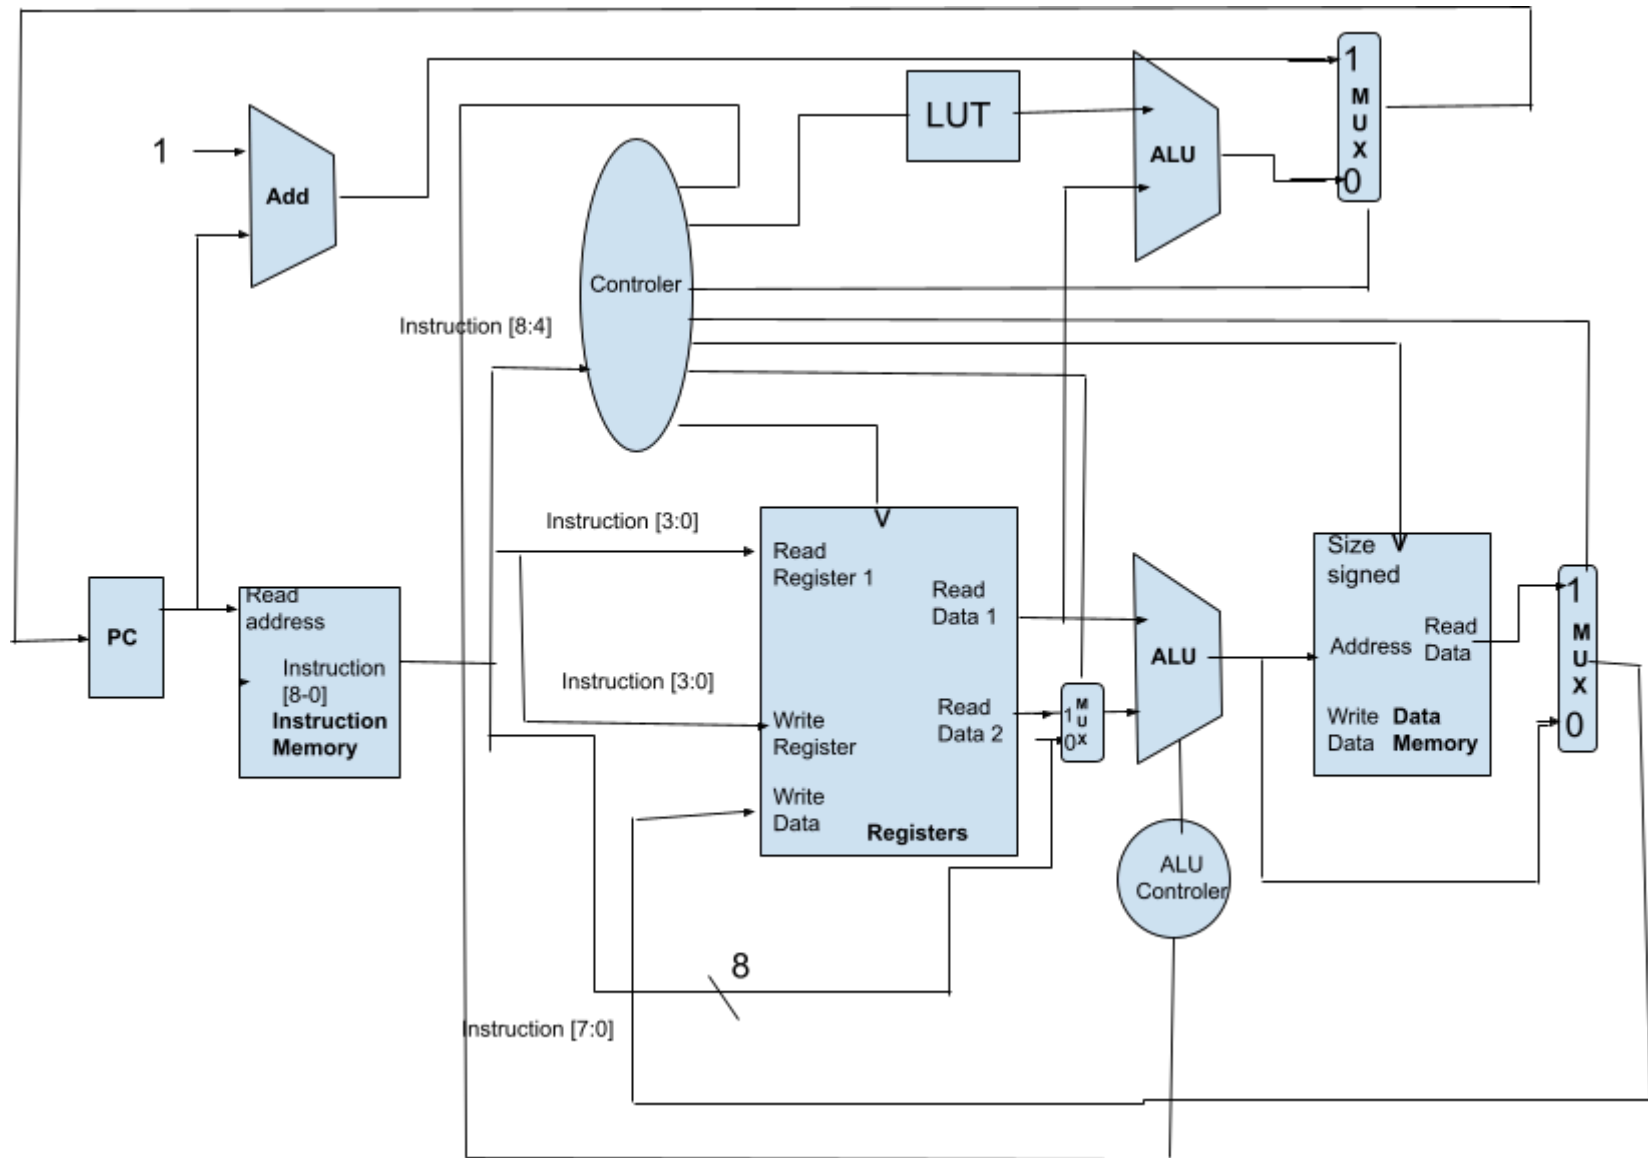 1
M
U
X
0
LUT
ALU
1
Add
Controler
Instruction [8:4]
Instruction [3:0]
Read
Register 1
Read
Data 1
Instruction [3:0]
Write
Register
Read
Data 2
Write
Data
Registers
PC
Read
address
Instruction
[8-0]
Instruction
Memory
1
0
M
U
X
ALU
ALU
Controler
Size
signed
V
V
Address
Read
Data
Write
Data
Data
Memory
1
M
U
X
0
8
Instruction [7:0]